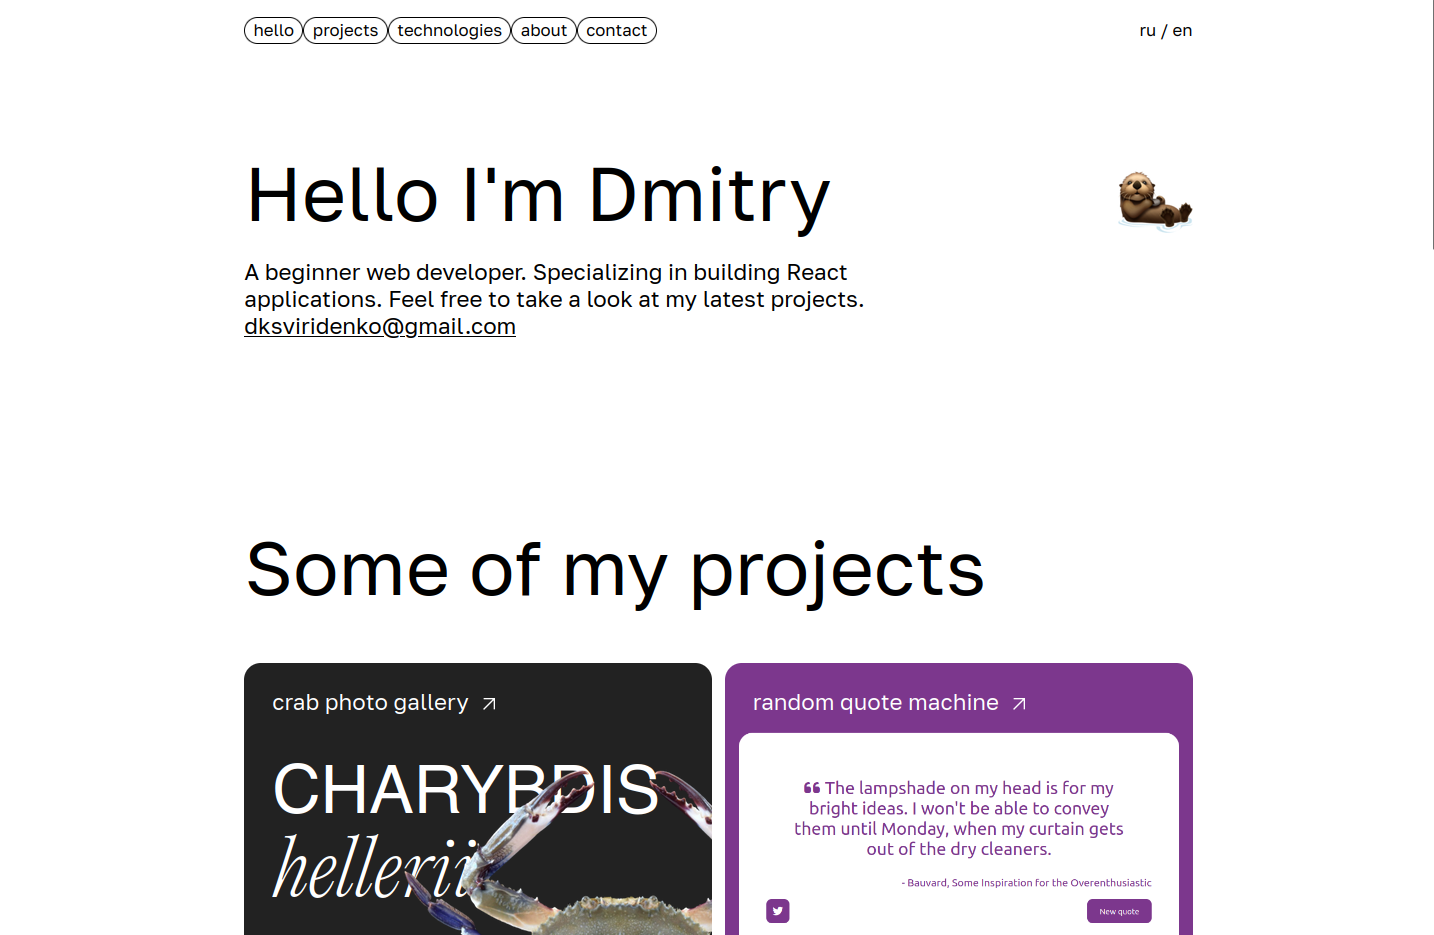 hello projects technologies about contact
ru / en
Hello I'm Dmitry
A beginner web developer. Specializing in building React
applications. Feel free to take a look at my latest projects.
dksviridenko@gmail.com
Some of my projects
crab photo gallery
CHARYBDIS
hellerii
random quote machine
The lampshade on my head is for my
bright ideas. I won't be able to convey
them until Monday, when my curtain gets
out of the dry cleaners.
- Bauvard, Some Inspiration for the Overenthusiastic
New quote